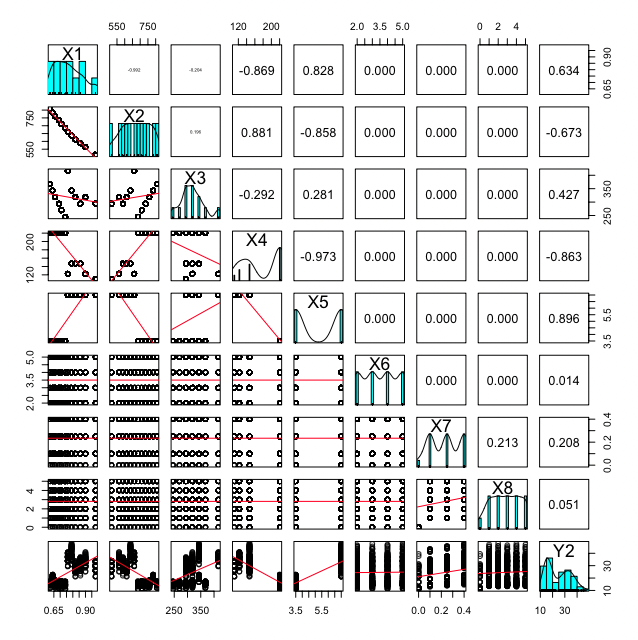 550 750 120 200 2.0 3.5 5.0 0 2 4
X1 -0.992 -0.204 -0.869 0.828 0.000 0.000 0.000 0.634 0.65 0.90
550 750 X2 0.881 -0.858 0.000 0.000 0.000 -0.673
X3 -0.292 0.281 0.000 0.000 0.000 0.427 250 350
120 200 X4 -0.973 0.000 0.000 0.000 -0.863
X5 0.000 0.000 0.000 0.896 3.5 5.5
2.0 3.5 5.0 X6 0.000 0.000 0.014
X7 0.213 0.208 0.0 0.2 0.4
0 2 4 X8 0.051
Y2 10 30
0.65 0.90 250 350 3.5 5.5 0.0 0.2 0.4 10 30